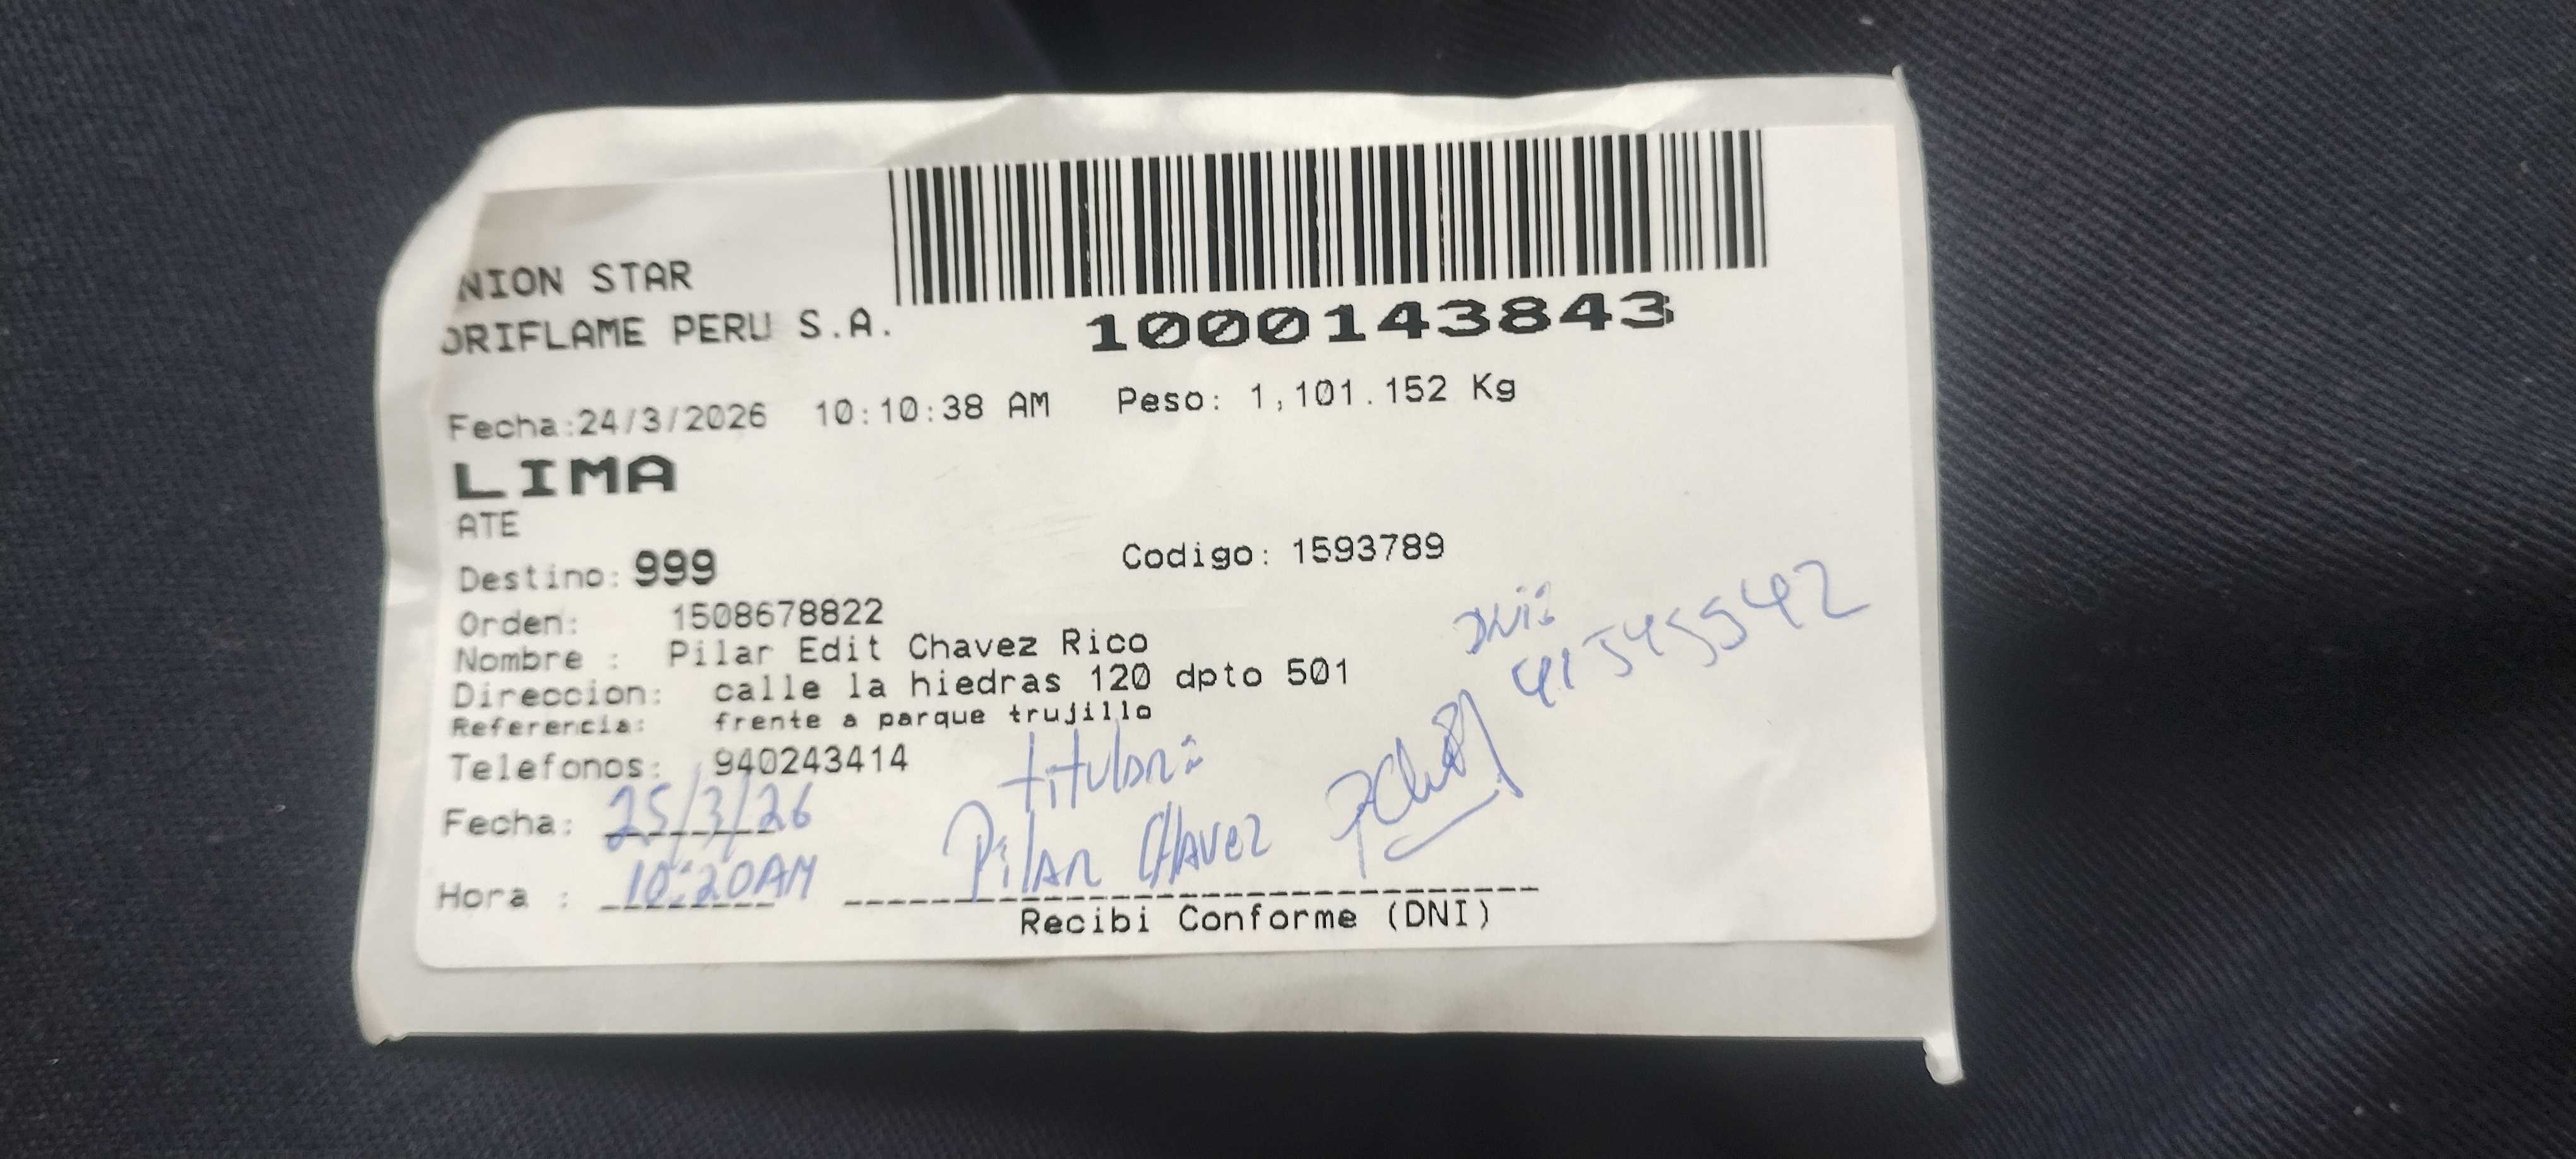 NION STAR
ORIFLAME PERU S.A.
1000143843
Fecha:24/3/2026 10:10:38 AM Peso: 1,101.152 Kg
LIMA
ATE
Destino: 999 Codigo: 1593789
Orden: 1508678822
Nombre : Pilar Edit Chavez Rico
Direccion: calle la hiedras 120 dpto 501
Referencia: frente a parque trujillo
Telefonos: 940243414
DNI:
titular:
Fecha: 25/3/26
Pilar Chavez
Hora : 10:20AM
Recibi Conforme (DNI)